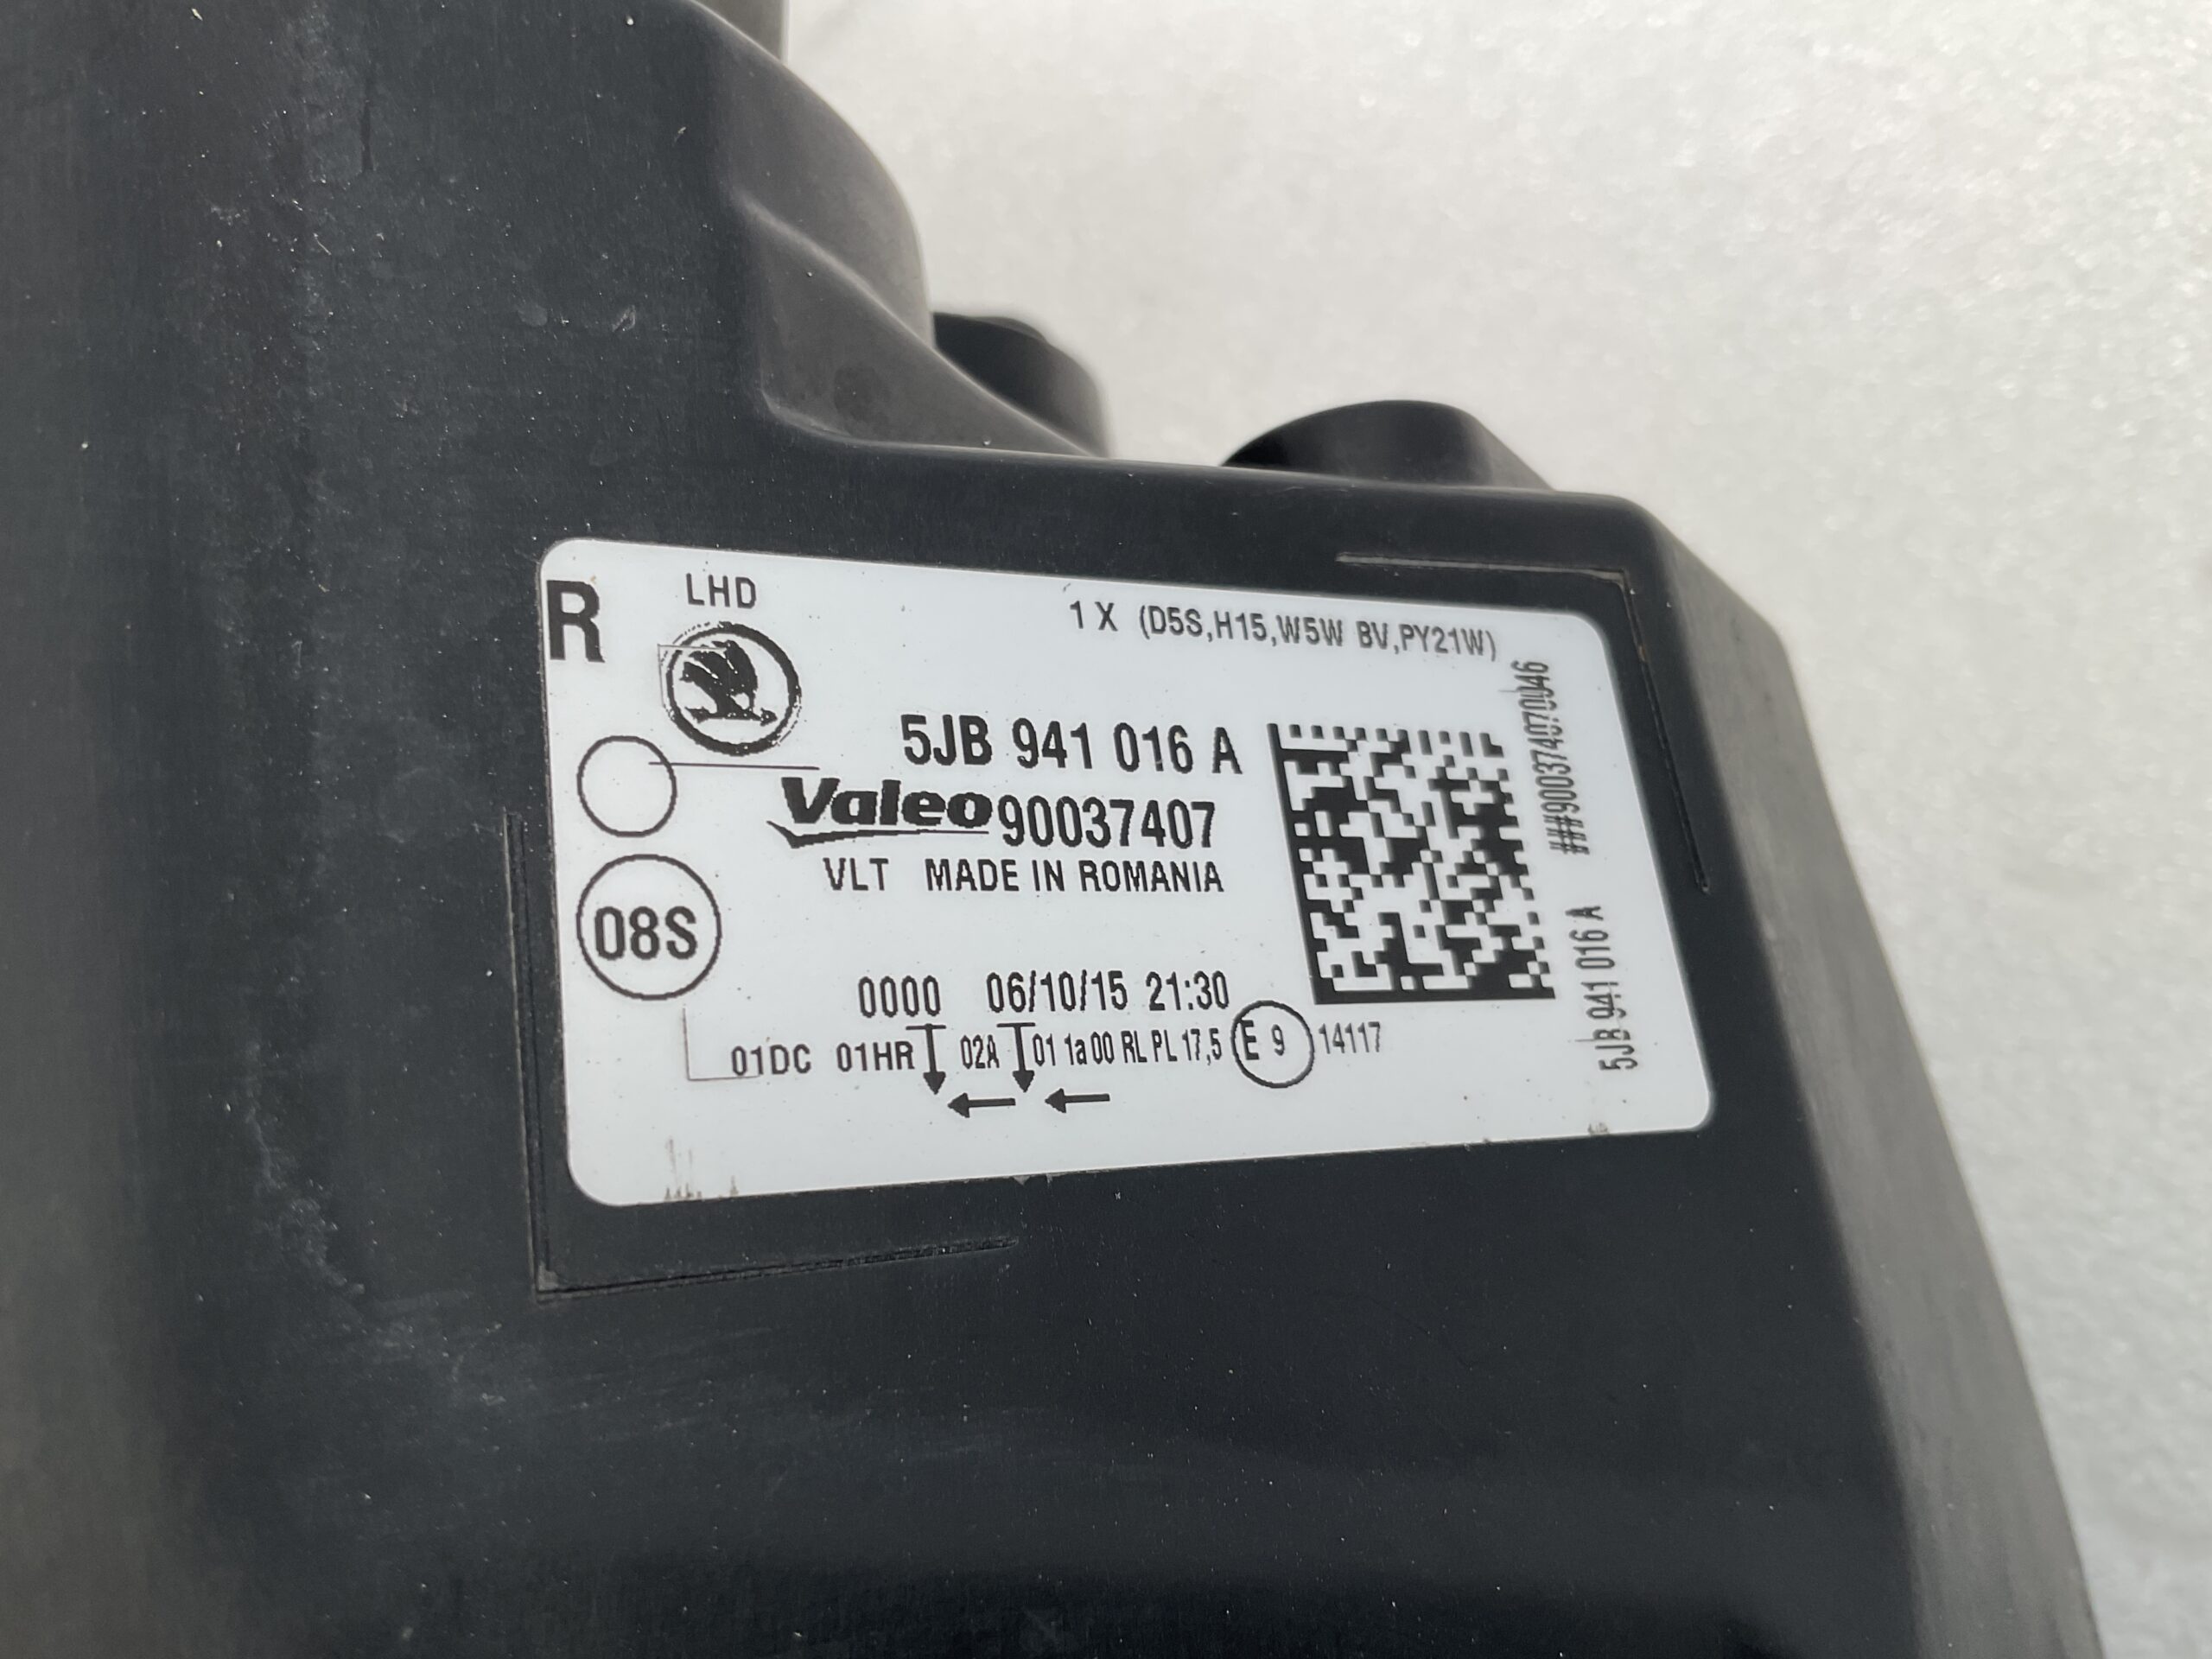 R
LHD
1 X (D5S,H15,W5W BV,PY21W)
5JB 941 016 A
Valeo 90037407
VLT MADE IN ROMANIA
08S
0000 06/10/15 21:30
01DC 01HR 02A 01 1a 00 RL PL 17,5 E 9 14117
5JB 941 016 A ###900374070946